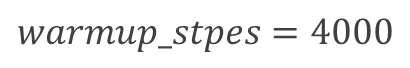 warmup_stpes = 4000